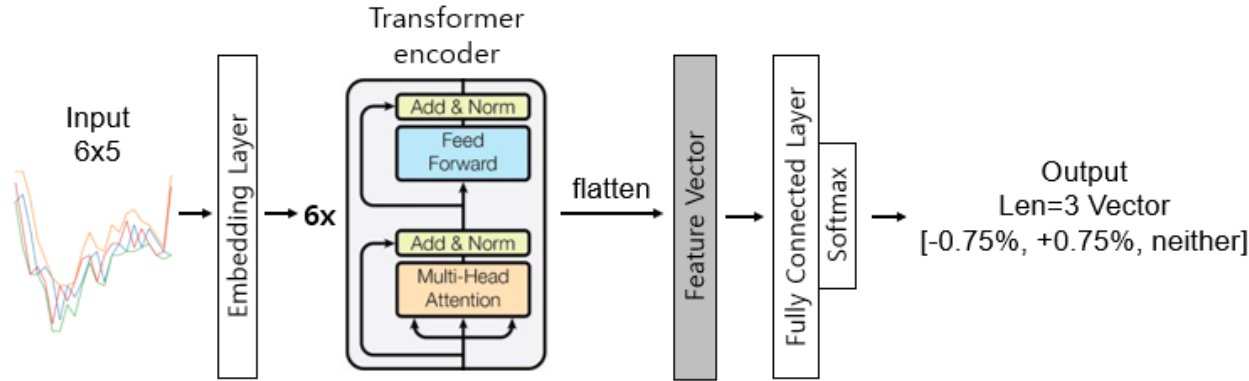 Input
6x5
Embedding Layer
6x
Transformer
encoder
Add & Norm
Feed
Forward
Add & Norm
Multi-Head
Attention
flatten
Feature Vector
Fully Connected Layer
Softmax
Output
Len=3 Vector
[-0.75%, +0.75%, neither]